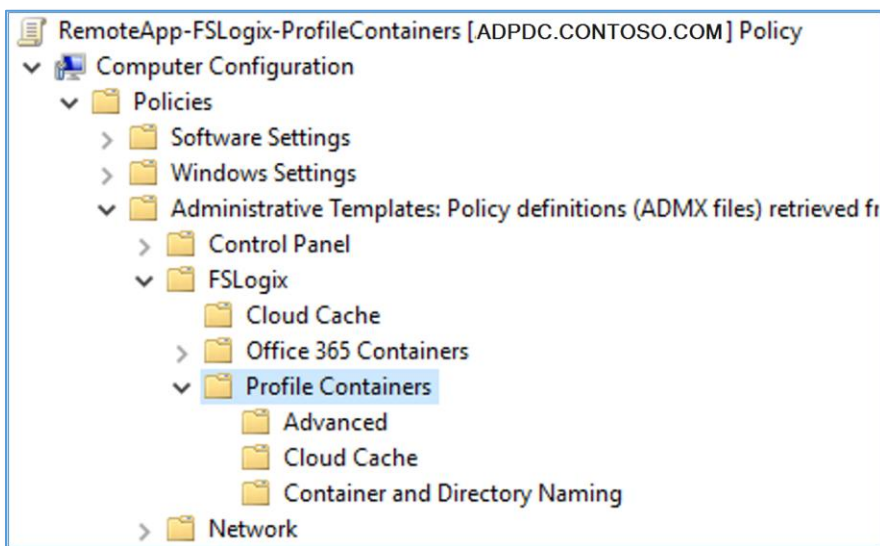 RemoteApp-FSLogix-ProfileContainers [ADPDC.CONTOSO.COM] Policy
Computer Configuration
Policies
Software Settings
Windows Settings
Administrative Templates: Policy definitions (ADMX files) retrieved fr
Control Panel
FSLogix
Cloud Cache
Office 365 Containers
Profile Containers
Advanced
Cloud Cache
Container and Directory Naming
Network